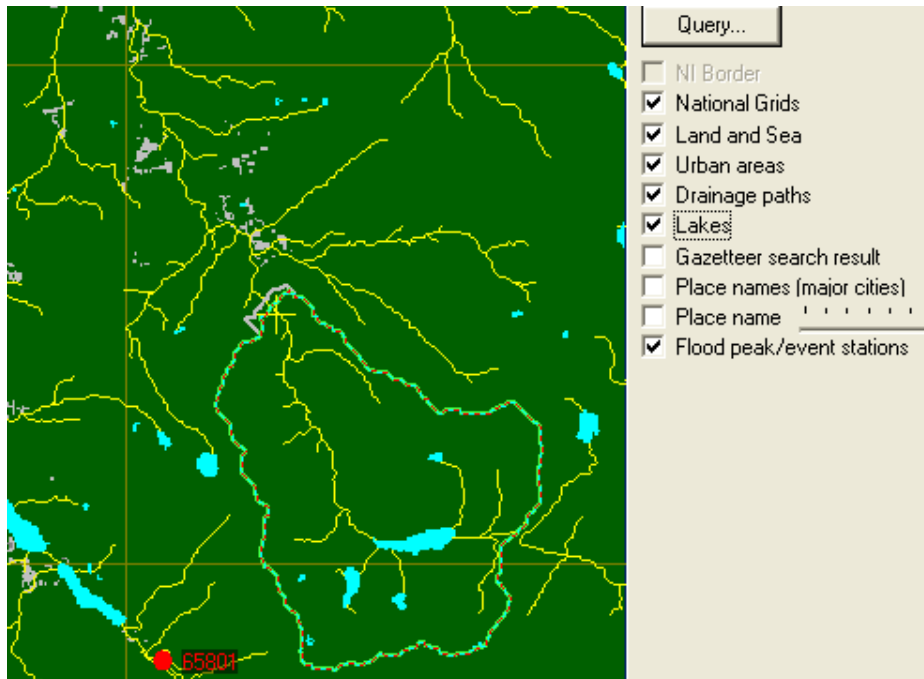 Query...
NI Border
National Grids
Land and Sea
Urban areas
Drainage paths
Lakes
Gazetteer search result
Place names (major cities)
Place name
Flood peak/event stations
65801